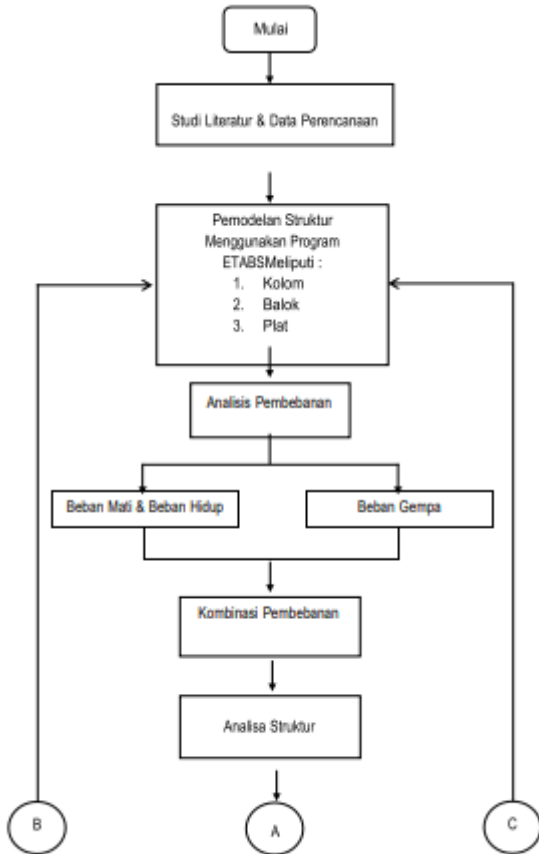 Mulai
Studi Literatur & Data Perencanaan
Pemodelan Struktur
Menggunakan Program
ETABSMeliputi :
1. Kolom
2. Balok
3. Plat
Analisis Pembebanan
Beban Mati & Beban Hidup
Beban Gempa
Kombinasi Pembebanan
Analisa Struktur
B
A
C